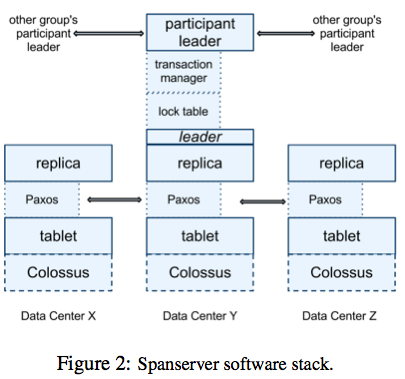 other group's
participant
leader
participant
leader
other group's
participant
leader
transaction
manager
lock table
leader
replica
replica
replica
Paxos
Paxos
Paxos
tablet
tablet
tablet
Colossus
Colossus
Colossus
Data Center X
Data Center Y
Data Center Z
Figure 2: Spanserver software stack.